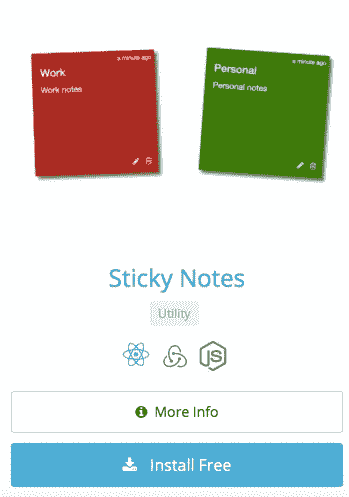 a minute ago
Work
Work notes
a minute ago
Personal
Personal notes
Sticky Notes
Utility
JS
More Info
Install Free